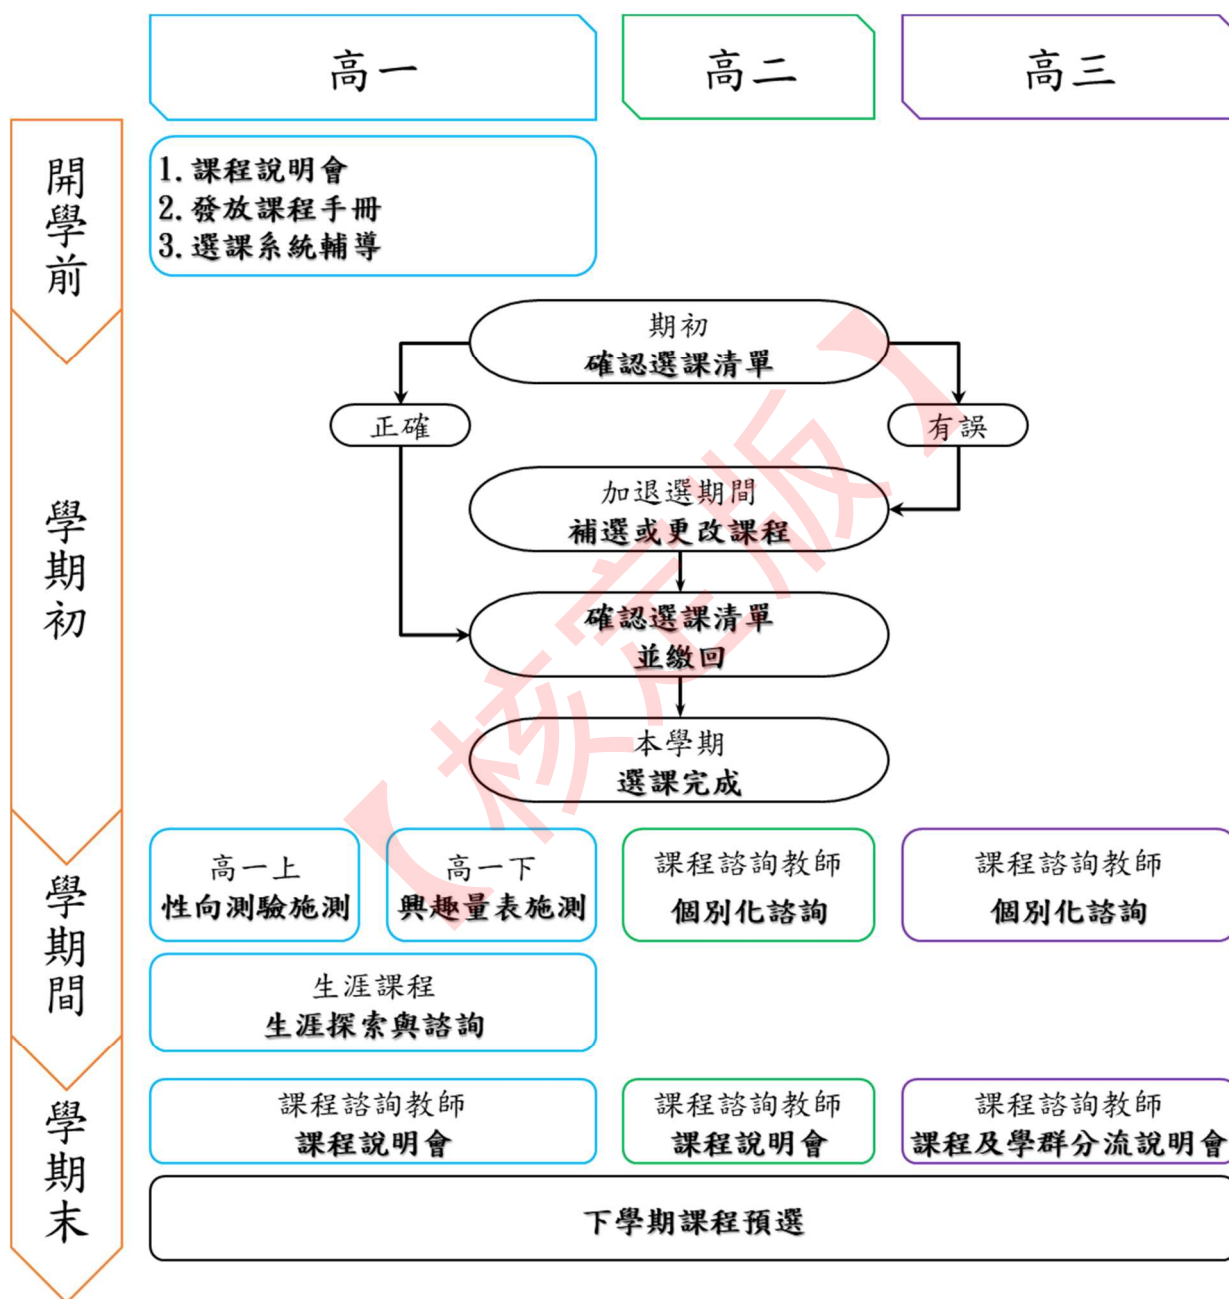 高一
高二
高三
開學前
1. 課程說明會
2. 發放課程手冊
3. 選課系統輔導
學期初
期初
確認選課清單
正確
有誤
加退選期間
補選或更改課程
確認選課清單
並繳回
本學期
選課完成
學期間
高一上
性向測驗施測
高一下
興趣量表施測
課程諮詢教師
個別化諮詢
課程諮詢教師
個別化諮詢
生涯課程
生涯探索與諮詢
學期末
課程諮詢教師
課程說明會
課程諮詢教師
課程說明會
課程諮詢教師
課程及學群分流說明會
下學期課程預選
【核定版】